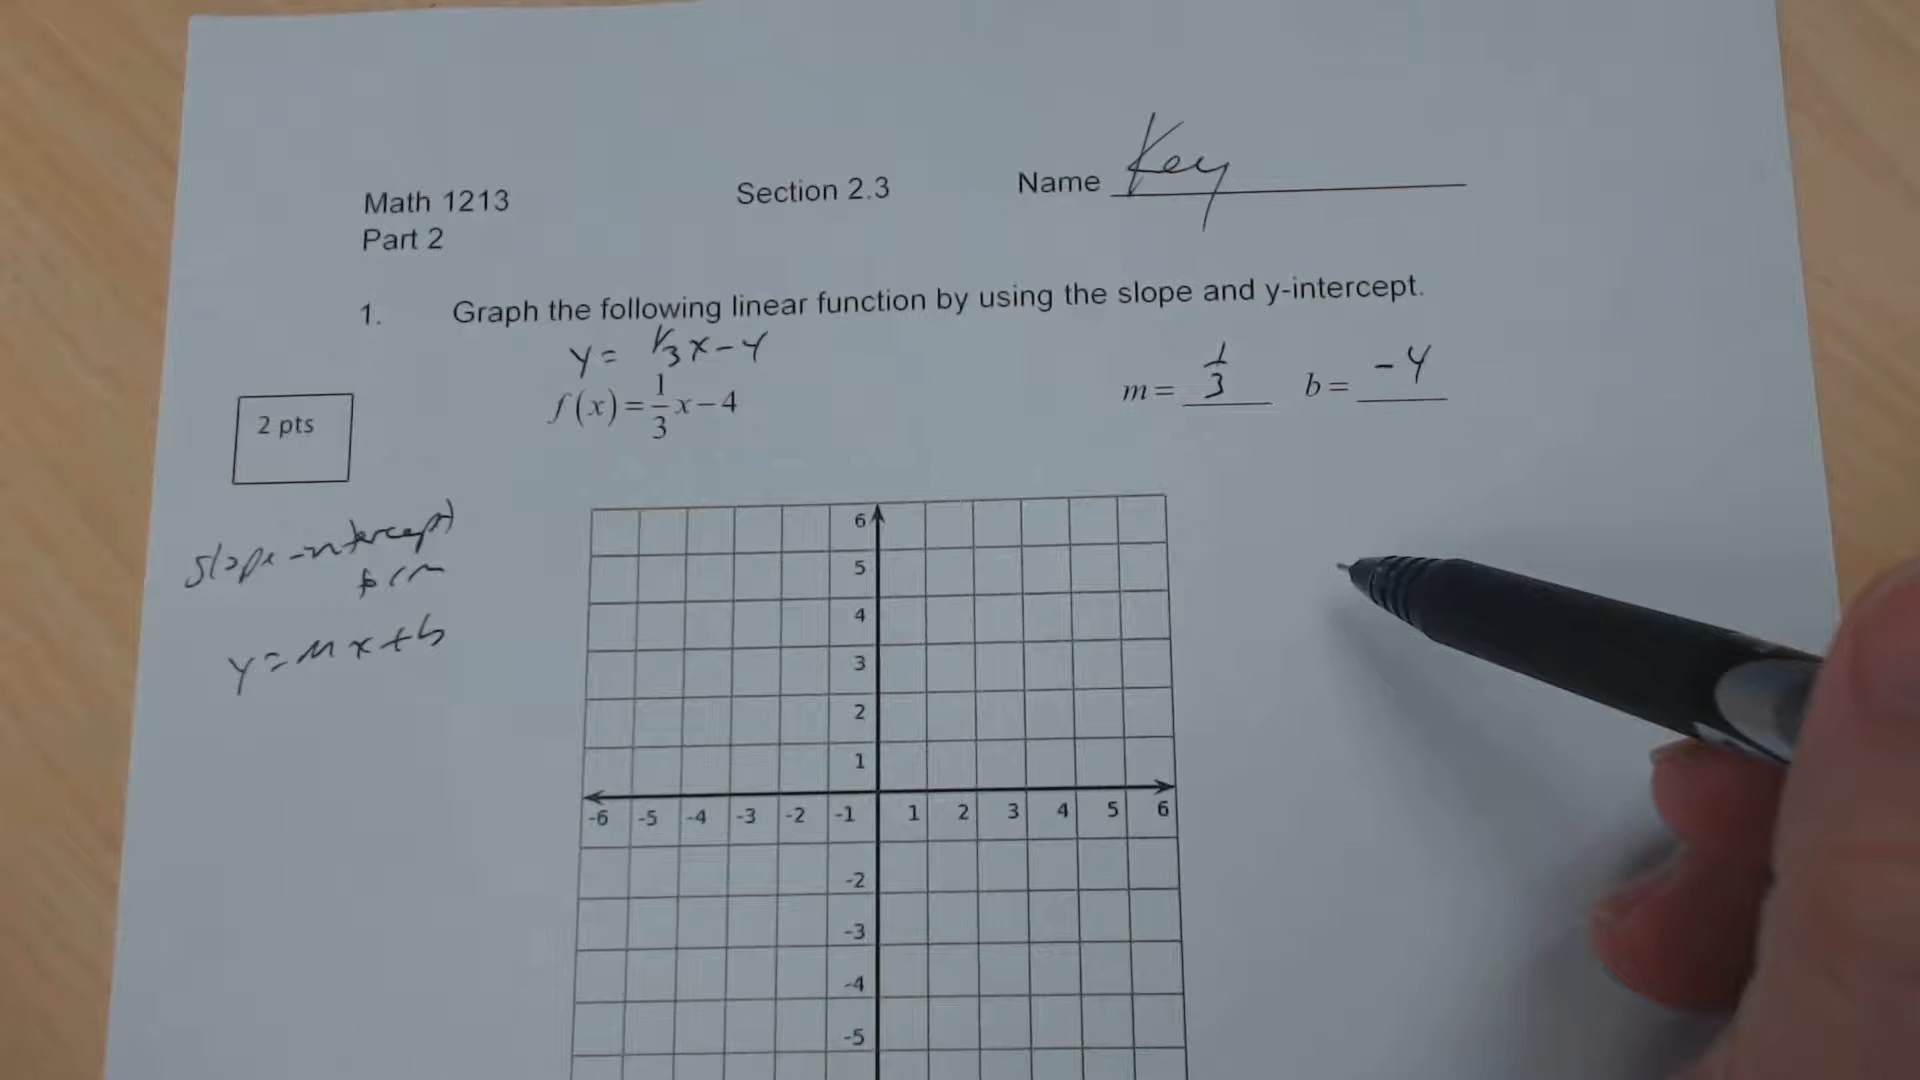 Math 1213 Section 2.3 Name Key
Part 2
1. Graph the following linear function by using the slope and y-intercept.
y = 1/3 x - 4
f(x) = 1/3 x - 4 m = 1/3 b = -4
2 pts
slope-intercept
form
y = mx + b
6
5
4
3
2
1
-6 -5 -4 -3 -2 -1 1 2 3 4 5 6
-2
-3
-4
-5